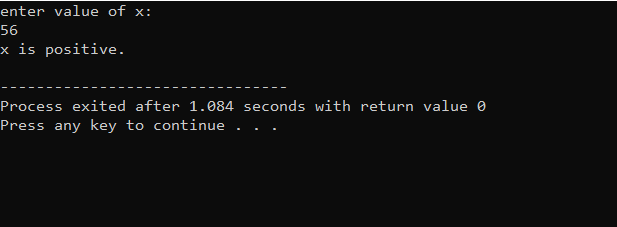 enter value of x:
56
x is positive.
--------------------------------
Process exited after 1.084 seconds with return value 0
Press any key to continue . . .